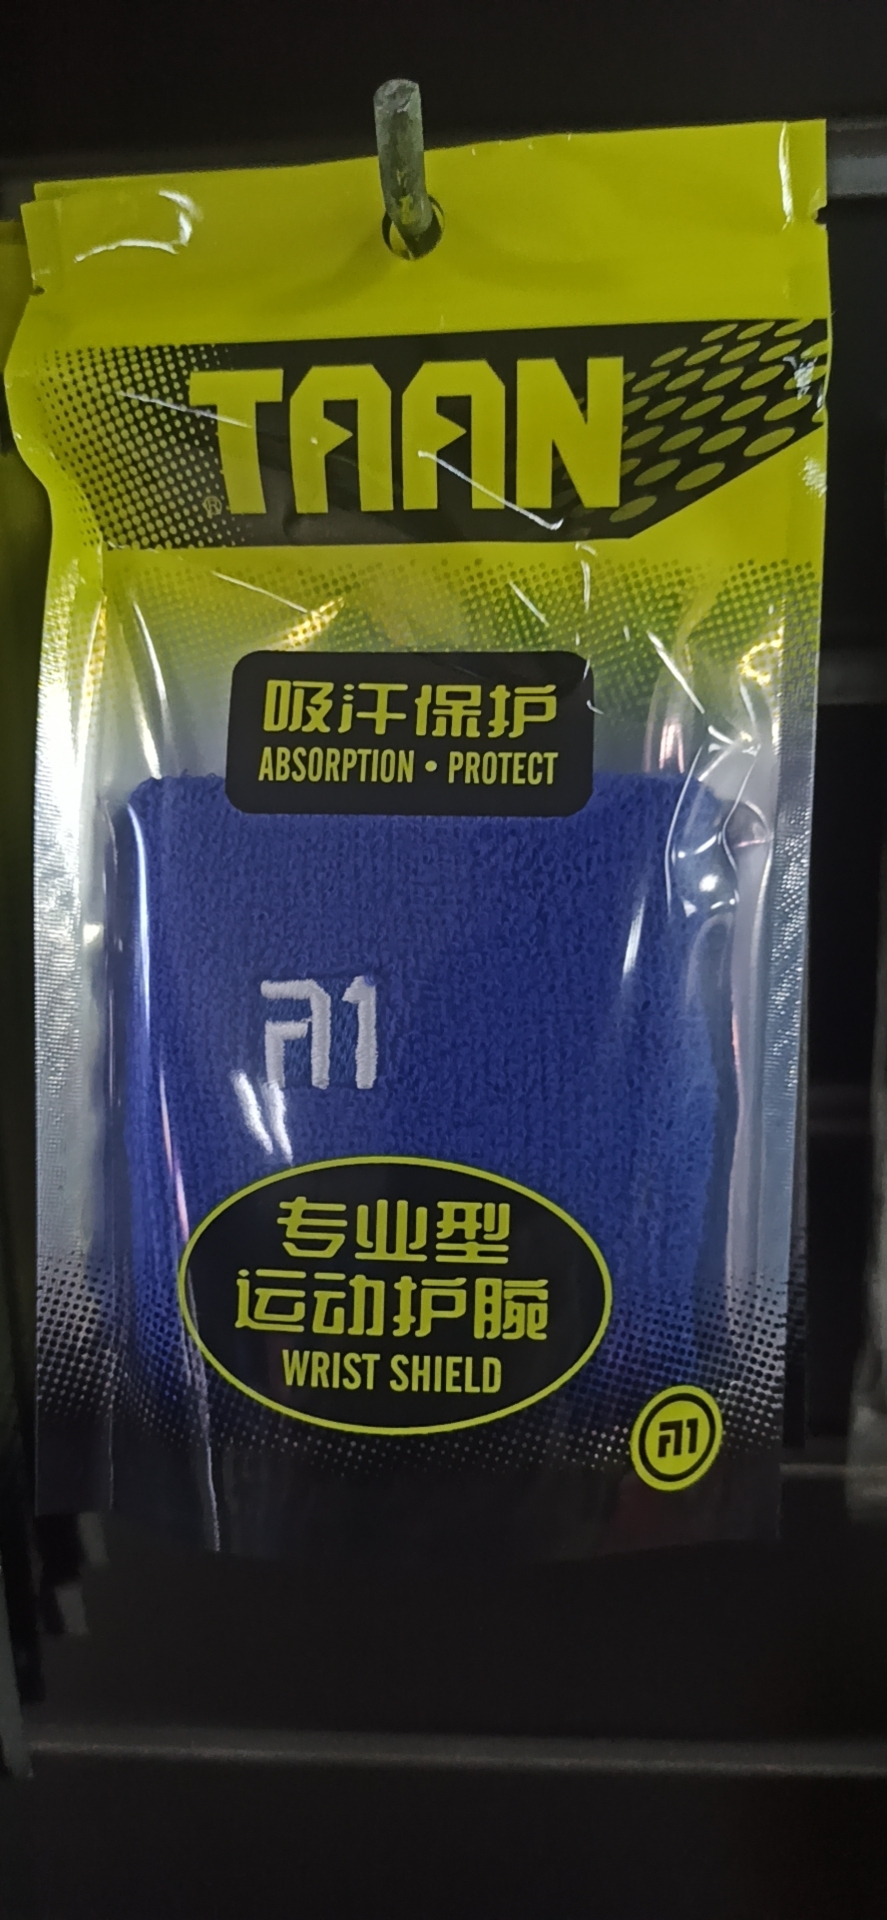 TAAN
®
吸汗保护
ABSORPTION • PROTECT
A1
专业型
运动护腕
WRIST SHIELD
A1